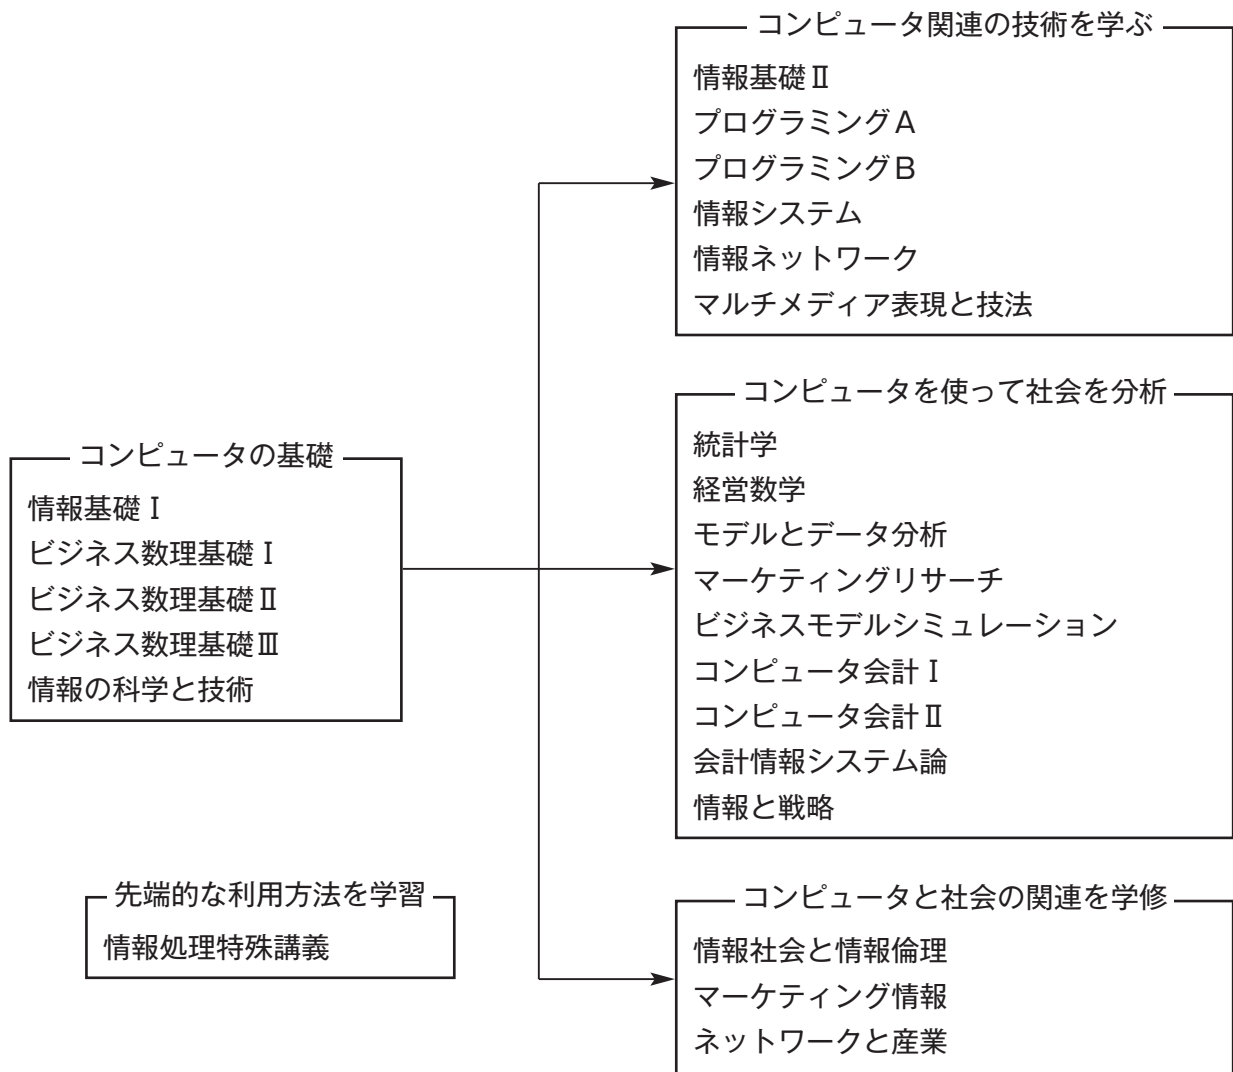 コンピュータの基礎
情報基礎Ⅰ
ビジネス数理基礎Ⅰ
ビジネス数理基礎Ⅱ
ビジネス数理基礎Ⅲ
情報の科学と技術
先端的な利用方法を学習
情報処理特殊講義
コンピュータ関連の技術を学ぶ
情報基礎Ⅱ
プログラミングA
プログラミングB
情報システム
情報ネットワーク
マルチメディア表現と技法
コンピュータを使って社会を分析
統計学
経営数学
モデルとデータ分析
マーケティングリサーチ
ビジネスモデルシミュレーション
コンピュータ会計Ⅰ
コンピュータ会計Ⅱ
会計情報システム論
情報と戦略
コンピュータと社会の関連を学修
情報社会と情報倫理
マーケティング情報
ネットワークと産業